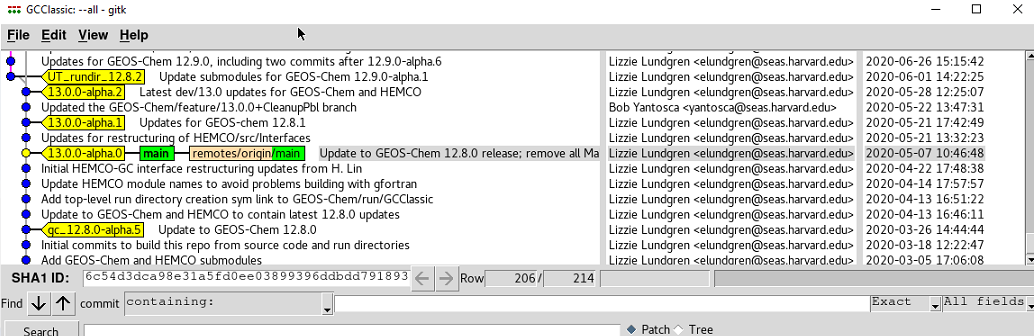 GCClassic: --all - gitk
File Edit View Help
Updates for GEOS-Chem 12.9.0, including two commits after 12.9.0-alpha.6 Lizzie Lundgren <elundgren@seas.harvard.edu> 2020-06-26 15:15:42
UT_rundir_12.8.2 Update submodules for GEOS-Chem 12.9.0-alpha.1 Lizzie Lundgren <elundgren@seas.harvard.edu> 2020-06-01 14:22:25
13.0.0-alpha.2 Latest dev/13.0 updates for GEOS-Chem and HEMCO Lizzie Lundgren <elundgren@seas.harvard.edu> 2020-05-28 12:25:07
Updated the GEOS-Chem/feature/13.0.0+CleanupPbl branch Bob Yantosca <yantosca@seas.harvard.edu> 2020-05-22 13:47:31
13.0.0-alpha.1 Updates for GEOS-chem 12.8.1 Lizzie Lundgren <elundgren@seas.harvard.edu> 2020-05-21 17:42:49
Updates for restructuring of HEMCO/src/Interfaces Lizzie Lundgren <elundgren@seas.harvard.edu> 2020-05-21 13:32:23
13.0.0-alpha.0 main remotes/origin/main Update to GEOS-Chem 12.8.0 release; remove all Ma Lizzie Lundgren <elundgren@seas.harvard.edu> 2020-05-07 10:46:48
Initial HEMCO-GC interface restructuring updates from H. Lin Lizzie Lundgren <elundgren@seas.harvard.edu> 2020-04-22 17:48:38
Update HEMCO module names to avoid problems building with gfortran Lizzie Lundgren <elundgren@seas.harvard.edu> 2020-04-14 17:57:57
Add top-level run directory creation sym link to GEOS-Chem/run/GCClassic Lizzie Lundgren <elundgren@seas.harvard.edu> 2020-04-13 16:51:22
Update to GEOS-Chem and HEMCO to contain latest 12.8.0 updates Lizzie Lundgren <elundgren@seas.harvard.edu> 2020-04-13 16:46:11
gc_12.8.0-alpha.5 Update to GEOS-Chem 12.8.0 Lizzie Lundgren <elundgren@seas.harvard.edu> 2020-03-26 14:44:44
Initial commits to build this repo from source code and run directories Lizzie Lundgren <elundgren@seas.harvard.edu> 2020-03-18 12:22:47
Add GEOS-Chem and HEMCO submodules Lizzie Lundgren <elundgren@seas.harvard.edu> 2020-03-05 17:06:08
SHA1 ID: 6c54d3dca98e31a5fd0ee03899396ddbdd791893 Row 206 / 214
Find commit containing: Exact All fields
Search Patch Tree